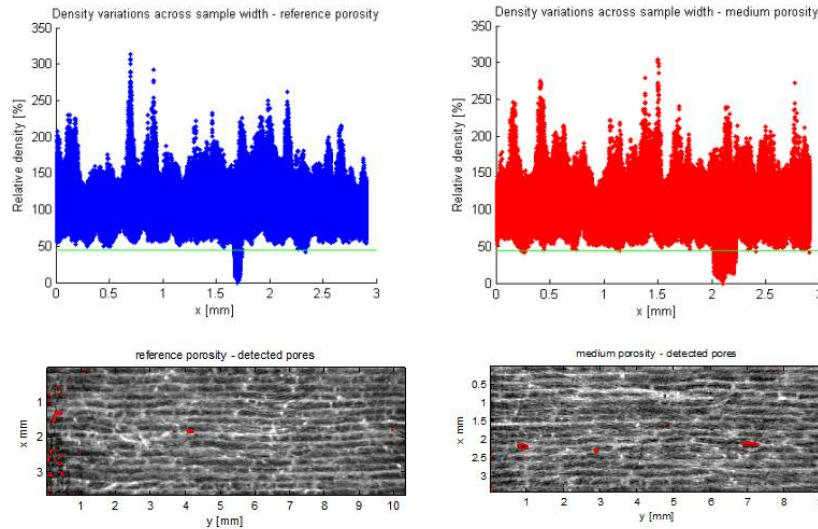 Density variations across sample width - reference porosity
350
300
250
200
150
100
50
0
Relative density [%]
0 0.5 1 1.5 2 2.5 3
x [mm]
Density variations across sample width - medium porosity
350
300
250
200
150
100
50
0
Relative density [%]
0 0.5 1 1.5 2 2.5 3
x [mm]
reference porosity - detected pores
1
2
3
x mm
1 2 3 4 5 6 7 8 9 10
y [mm]
medium porosity - detected pores
0.5
1
1.5
2
2.5
3
x mm
1 2 3 4 5 6 7 8
y [mm]